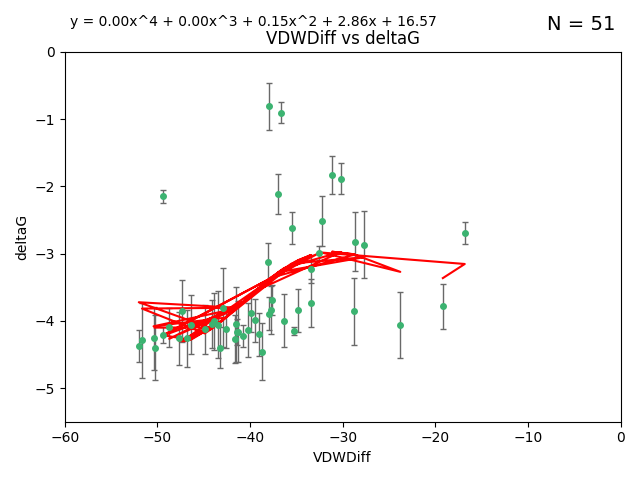 y = 0.00x^4 + 0.00x^3 + 0.15x^2 + 2.86x + 16.57
N = 51
VDWDiff vs deltaG
0
−1
−2
−3
−4
−5
deltaG
−60
−50
−40
−30
−20
−10
0
VDWDiff